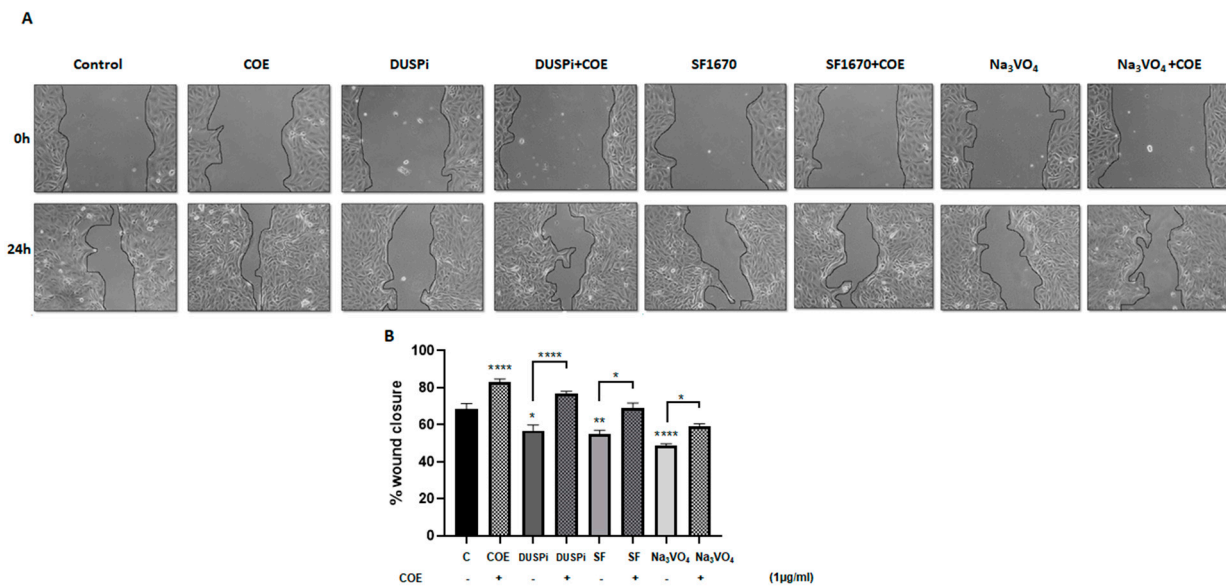 A
Control COE DUSPi DUSPi+COE SF1670 SF1670+COE Na₃VO₄ Na₃VO₄+COE
0h
24h
B
% wound closure
100
80
60
40
20
0
**** * **** ** * **** *
C COE DUSPi DUSPi SF SF Na₃VO₄ Na₃VO₄
COE - + - + - + - + (1μg/ml)